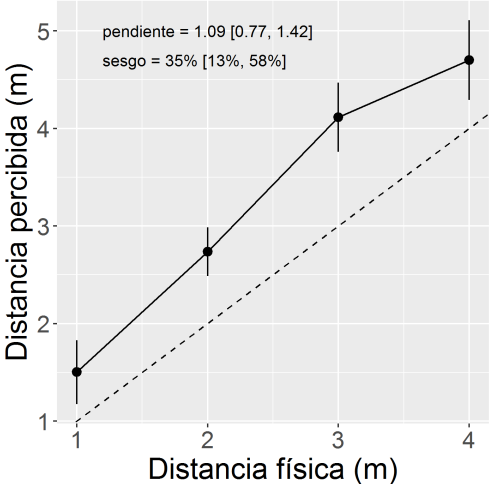 pendiente = 1.09 [0.77, 1.42]
sesgo = 35% [13%, 58%]
Distancia percibida (m)
5
4
3
2
1
1 2 3 4
Distancia física (m)